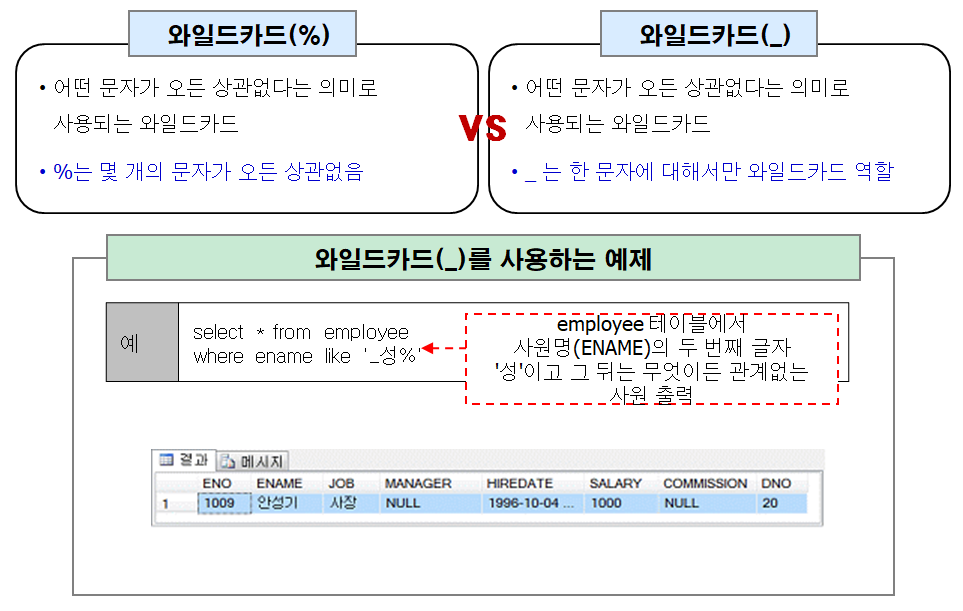 와일드카드(%)
• 어떤 문자가 오든 상관없다는 의미로
사용되는 와일드카드
• %는 몇 개의 문자가 오든 상관없음
VS
와일드카드(_)
• 어떤 문자가 오든 상관없다는 의미로
사용되는 와일드카드
• _ 는 한 문자에 대해서만 와일드카드 역할
와일드카드(_)를 사용하는 예제
예
select * from employee
where ename like '_성%'
employee 테이블에서
사원명(ENAME)의 두 번째 글자
'성'이고 그 뒤는 무엇이든 관계없는
사원 출력
결과 메시지
ENO ENAME JOB MANAGER HIREDATE SALARY COMMISSION DNO
1 1009 안성기 사장 NULL 1996-10-04 ... 1000 NULL 20